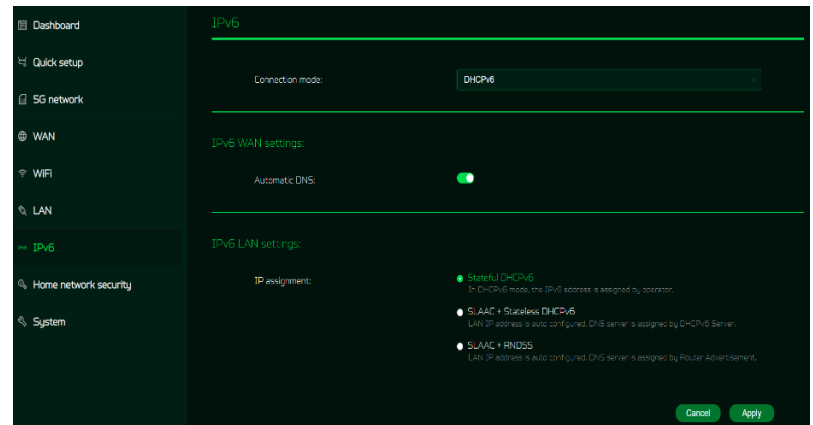 Dashboard
Quick setup
5G network
WAN
WiFi
LAN
IPv6
Home network security
System
IPv6
Connection mode:
DHCPv6
IPv6 WAN settings:
Automatic DNS:
IPv6 LAN settings:
IP assignment:
Stateful DHCPv6
In DHCPv6 mode, the IPv6 address is assigned by operator.
SLAAC + Stateless DHCPv6
LAN IP address is auto configured. DNS server is assigned by DHCPv6 Server.
SLAAC + RNDSS
LAN IP address is auto configured. DNS server is assigned by Router Advertisement.
Cancel
Apply